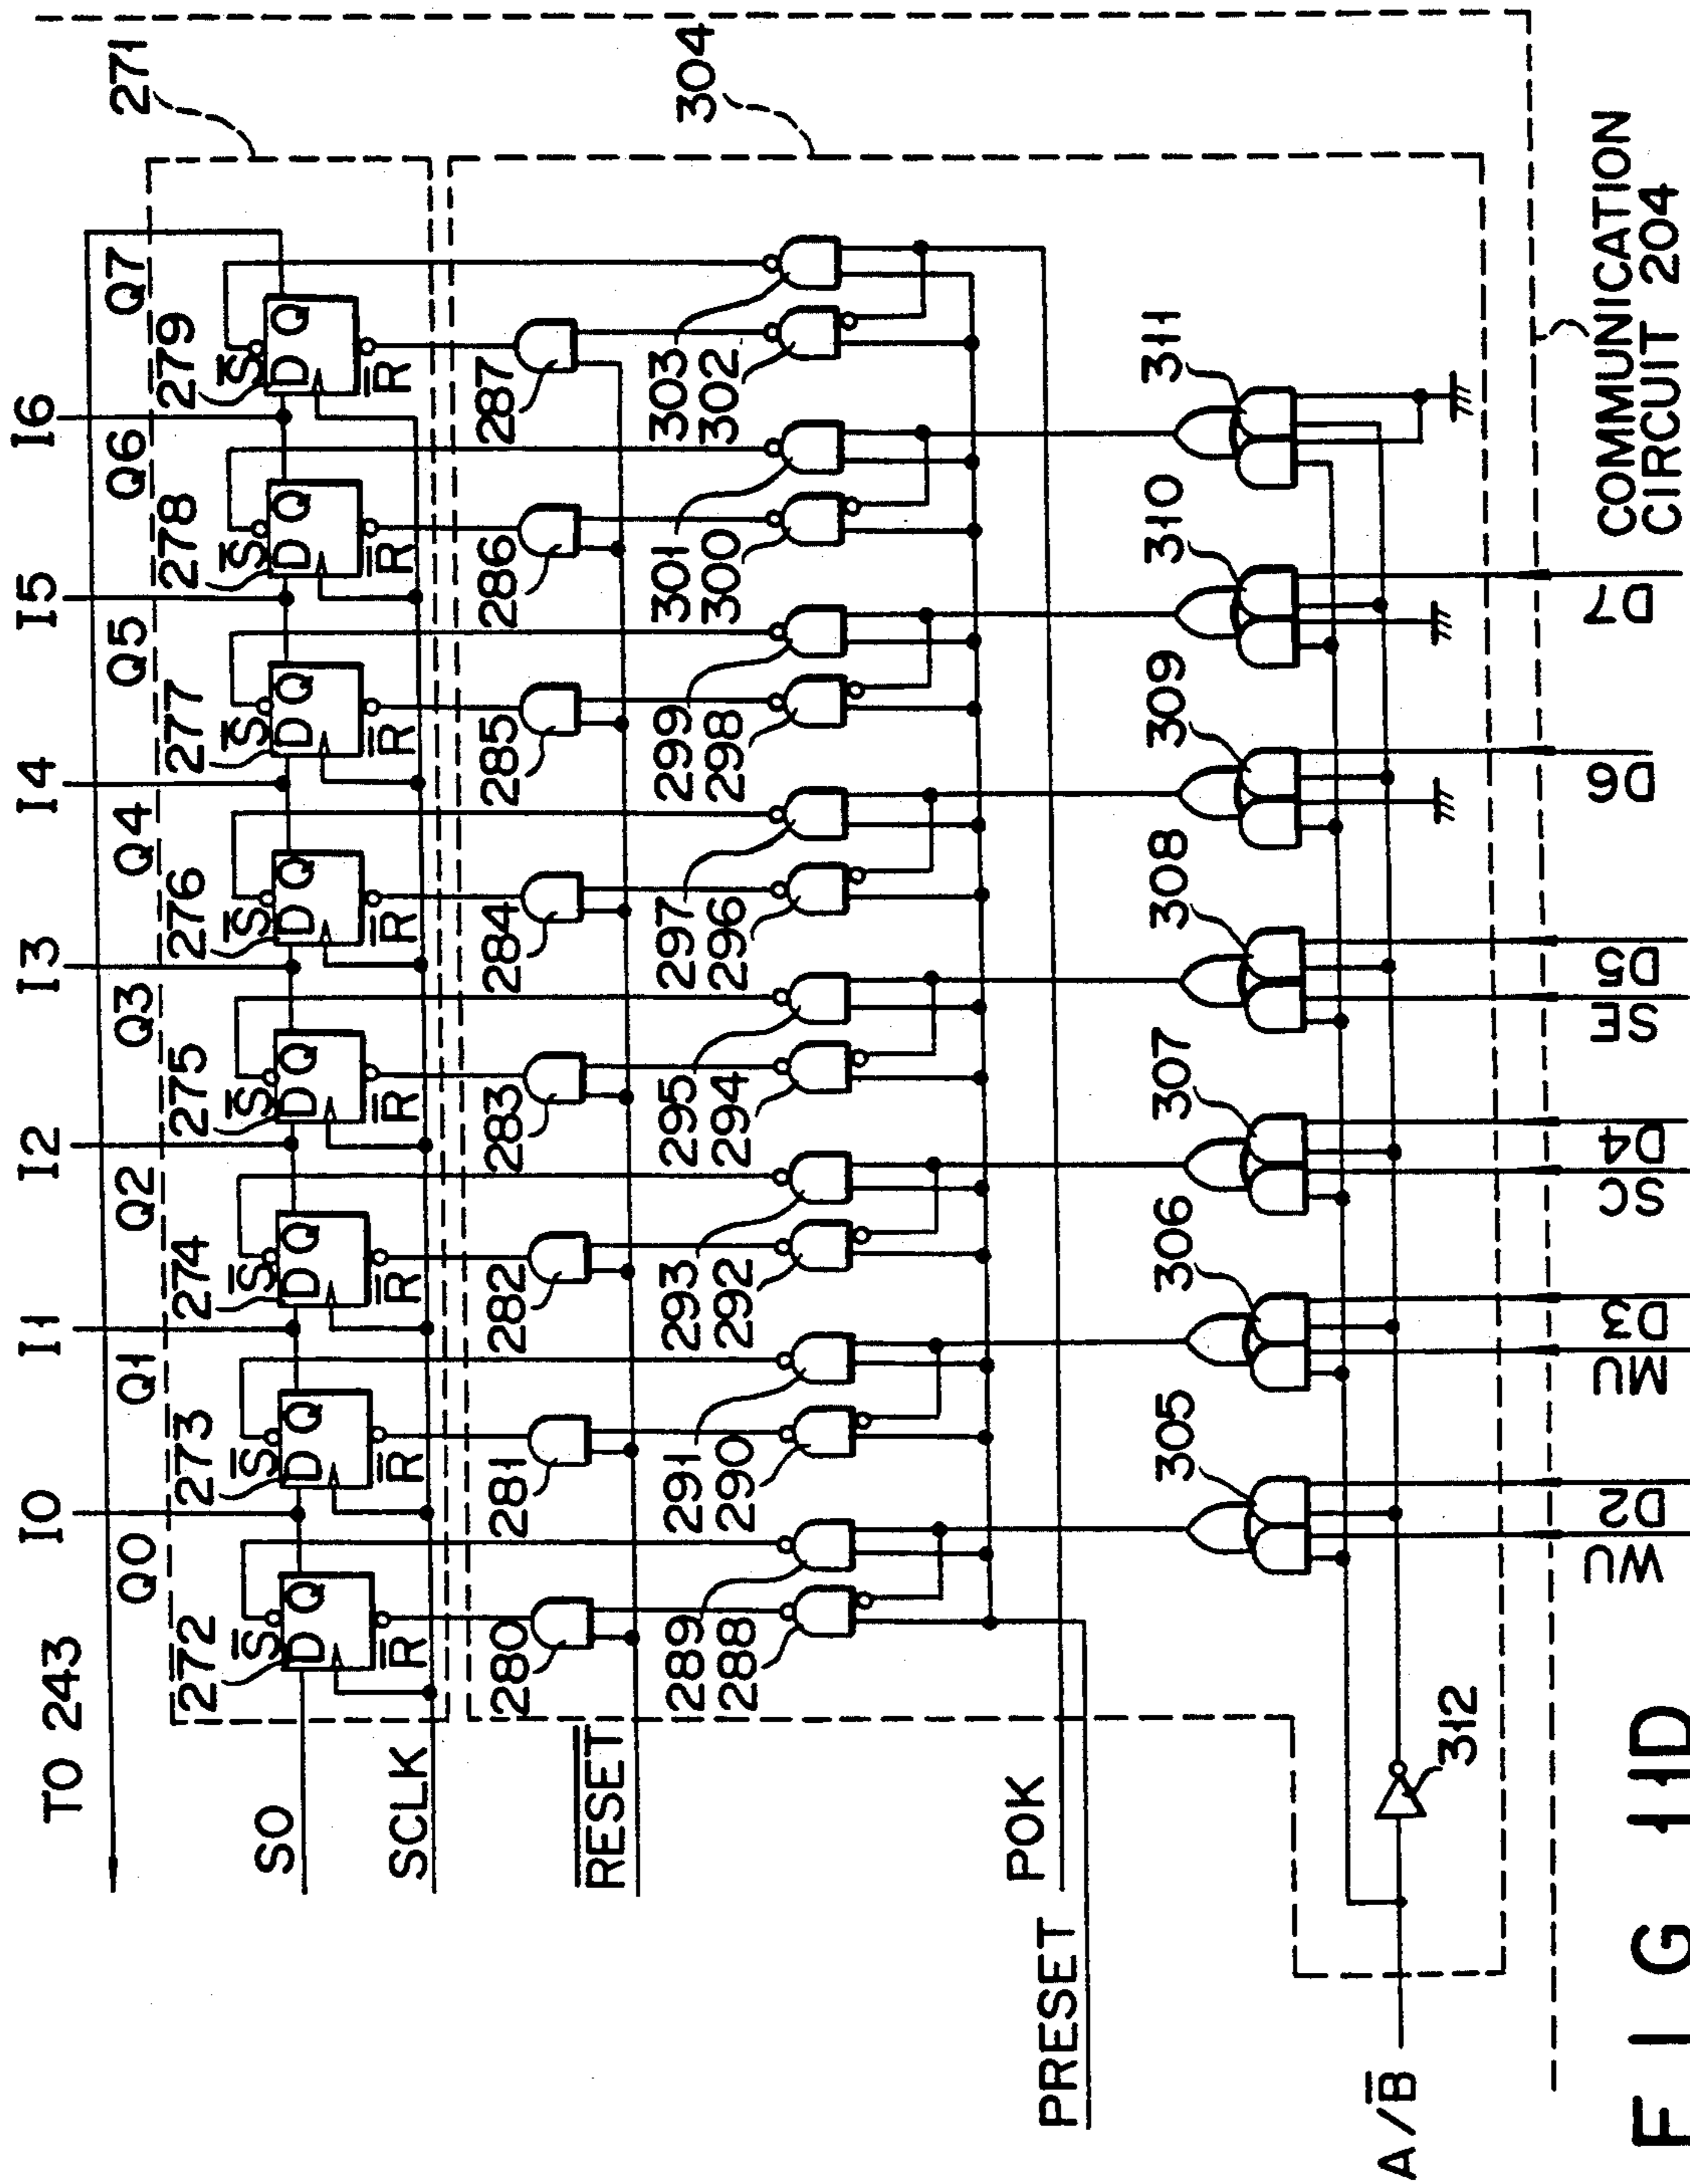 TO 243
I0 I1 I2 I3 I4 I5 I6
Q0 Q1 Q2 Q3 Q4 Q5 Q6 Q7
271
272 273 274 275 276 277 278 279
S̅ S̅ S̅ S̅ S̅ S̅ S̅ S̅
D Q D Q D Q D Q D Q D Q D Q D Q
SO
R̅ R̅ R̅ R̅ R̅ R̅ R̅ R̅
SCLK
280 281 282 283 284 285 286 287
R̅E̅S̅E̅T̅
304
289 291 293 295 297 299 301 303
288 290 292 294 296 298 300 302
POK
PRESET
305 306 307 308 309 310 311
A/B̅
312
WU D2 MU D3 SC D4 SE D5 D6 D7
COMMUNICATION
CIRCUIT 204
FIG 11D